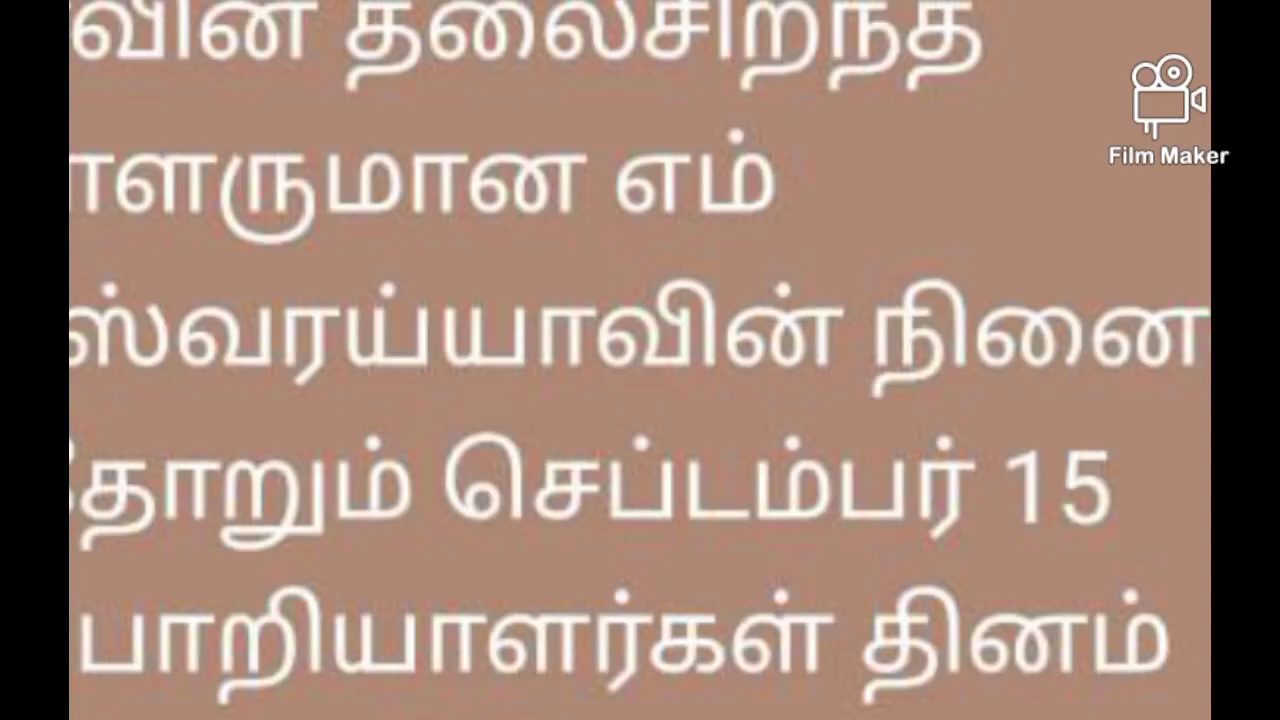 வின் தலைசிறந்த
ாளருமான எம்
ஸ்வரய்யாவின் நினை
தோறும் செப்டம்பர் 15
பாறியாளர்கள் தினம்
Film Maker